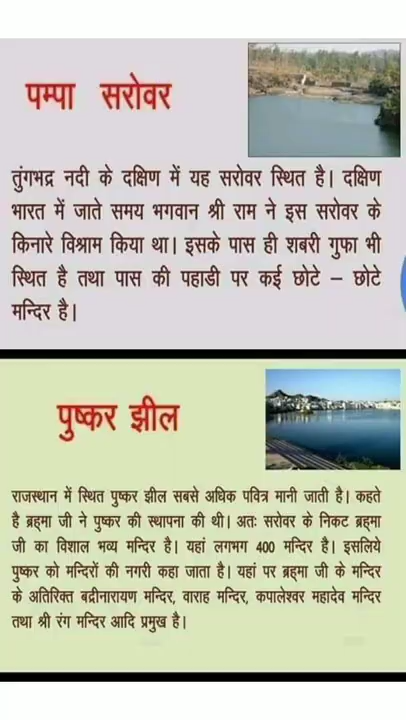 पम्पा सरोवर
तुंगभद्र नदी के दक्षिण में यह सरोवर स्थित है। दक्षिण
भारत में जाते समय भगवान श्री राम ने इस सरोवर के
किनारे विश्राम किया था। इसके पास ही शबरी गुफा भी
स्थित है तथा पास की पहाडी पर कई छोटे – छोटे
मन्दिर है।
पुष्कर झील
राजस्थान में स्थित पुष्कर झील सबसे अधिक पवित्र मानी जाती है। कहते
है ब्रह्मा जी ने पुष्कर की स्थापना की थी। अतः सरोवर के निकट ब्रह्मा
जी का विशाल भव्य मन्दिर है। यहां लगभग 400 मन्दिर है। इसलिये
पुष्कर को मन्दिरों की नगरी कहा जाता है। यहां पर ब्रह्मा जी के मन्दिर
के अतिरिक्त बद्रीनारायण मन्दिर, वाराह मन्दिर, कपालेश्वर महादेव मन्दिर
तथा श्री रंग मन्दिर आदि प्रमुख है।